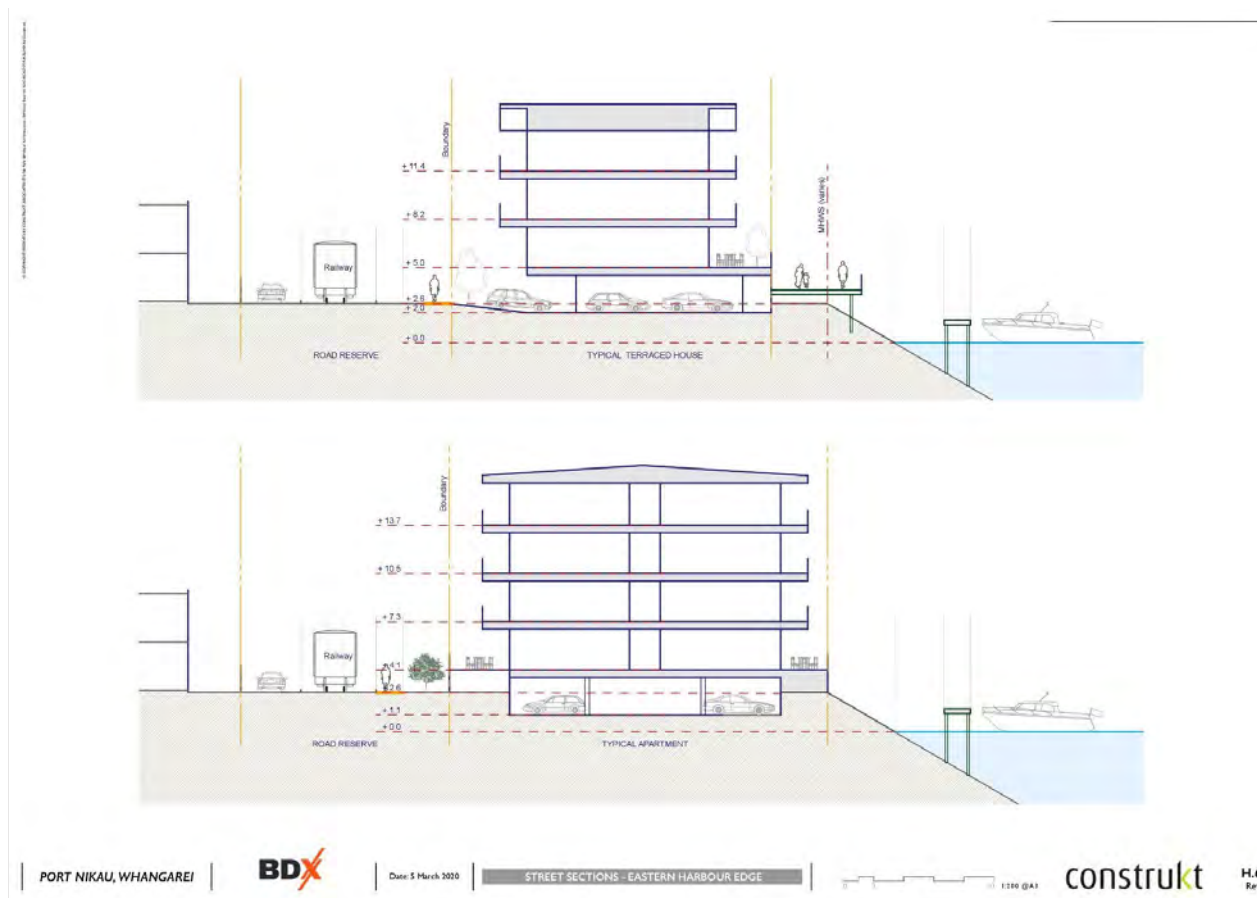 Boundary
+ 11.4
+ 8.2
+ 5.0
+ 2.6
+ 2.0
+ 0.0
Railway
MHWS (varies)
ROAD RESERVE
TYPICAL TERRACED HOUSE
Boundary
+ 13.7
+ 10.5
+ 7.3
+ 4.1
+ 2.6
+ 1.1
+ 0.0
Railway
ROAD RESERVE
TYPICAL APARTMENT
PORT NIKAU, WHANGAREI
BDX
Date: 5 March 2020
STREET SECTIONS - EASTERN HARBOUR EDGE
@A3
construkt